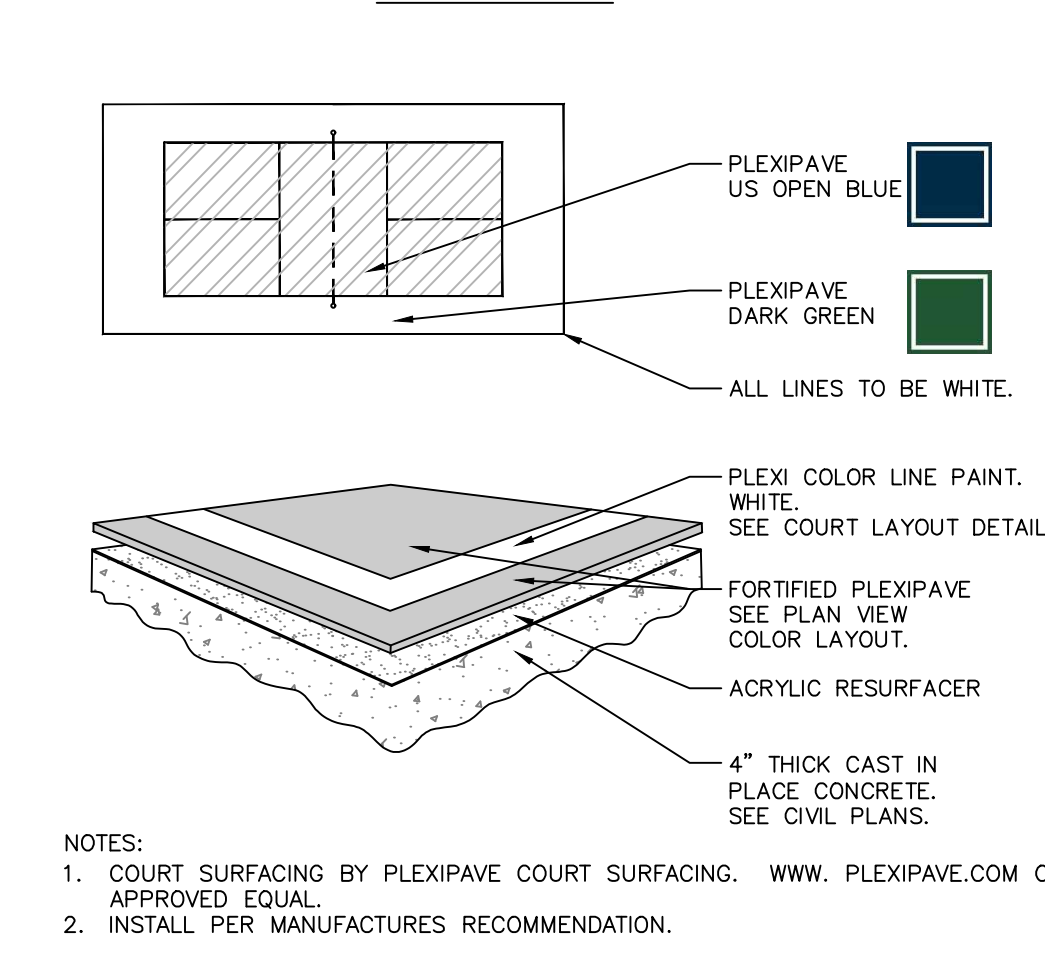 PLEXIPAVE
US OPEN BLUE
PLEXIPAVE
DARK GREEN
ALL LINES TO BE WHITE.
PLEXI COLOR LINE PAINT.
WHITE.
SEE COURT LAYOUT DETAIL
FORTIFIED PLEXIPAVE
SEE PLAN VIEW
COLOR LAYOUT.
ACRYLIC RESURFACER
4" THICK CAST IN
PLACE CONCRETE.
SEE CIVIL PLANS.
NOTES:
1. COURT SURFACING BY PLEXIPAVE COURT SURFACING. WWW. PLEXIPAVE.COM
APPROVED EQUAL.
2. INSTALL PER MANUFACTURES RECOMMENDATION.